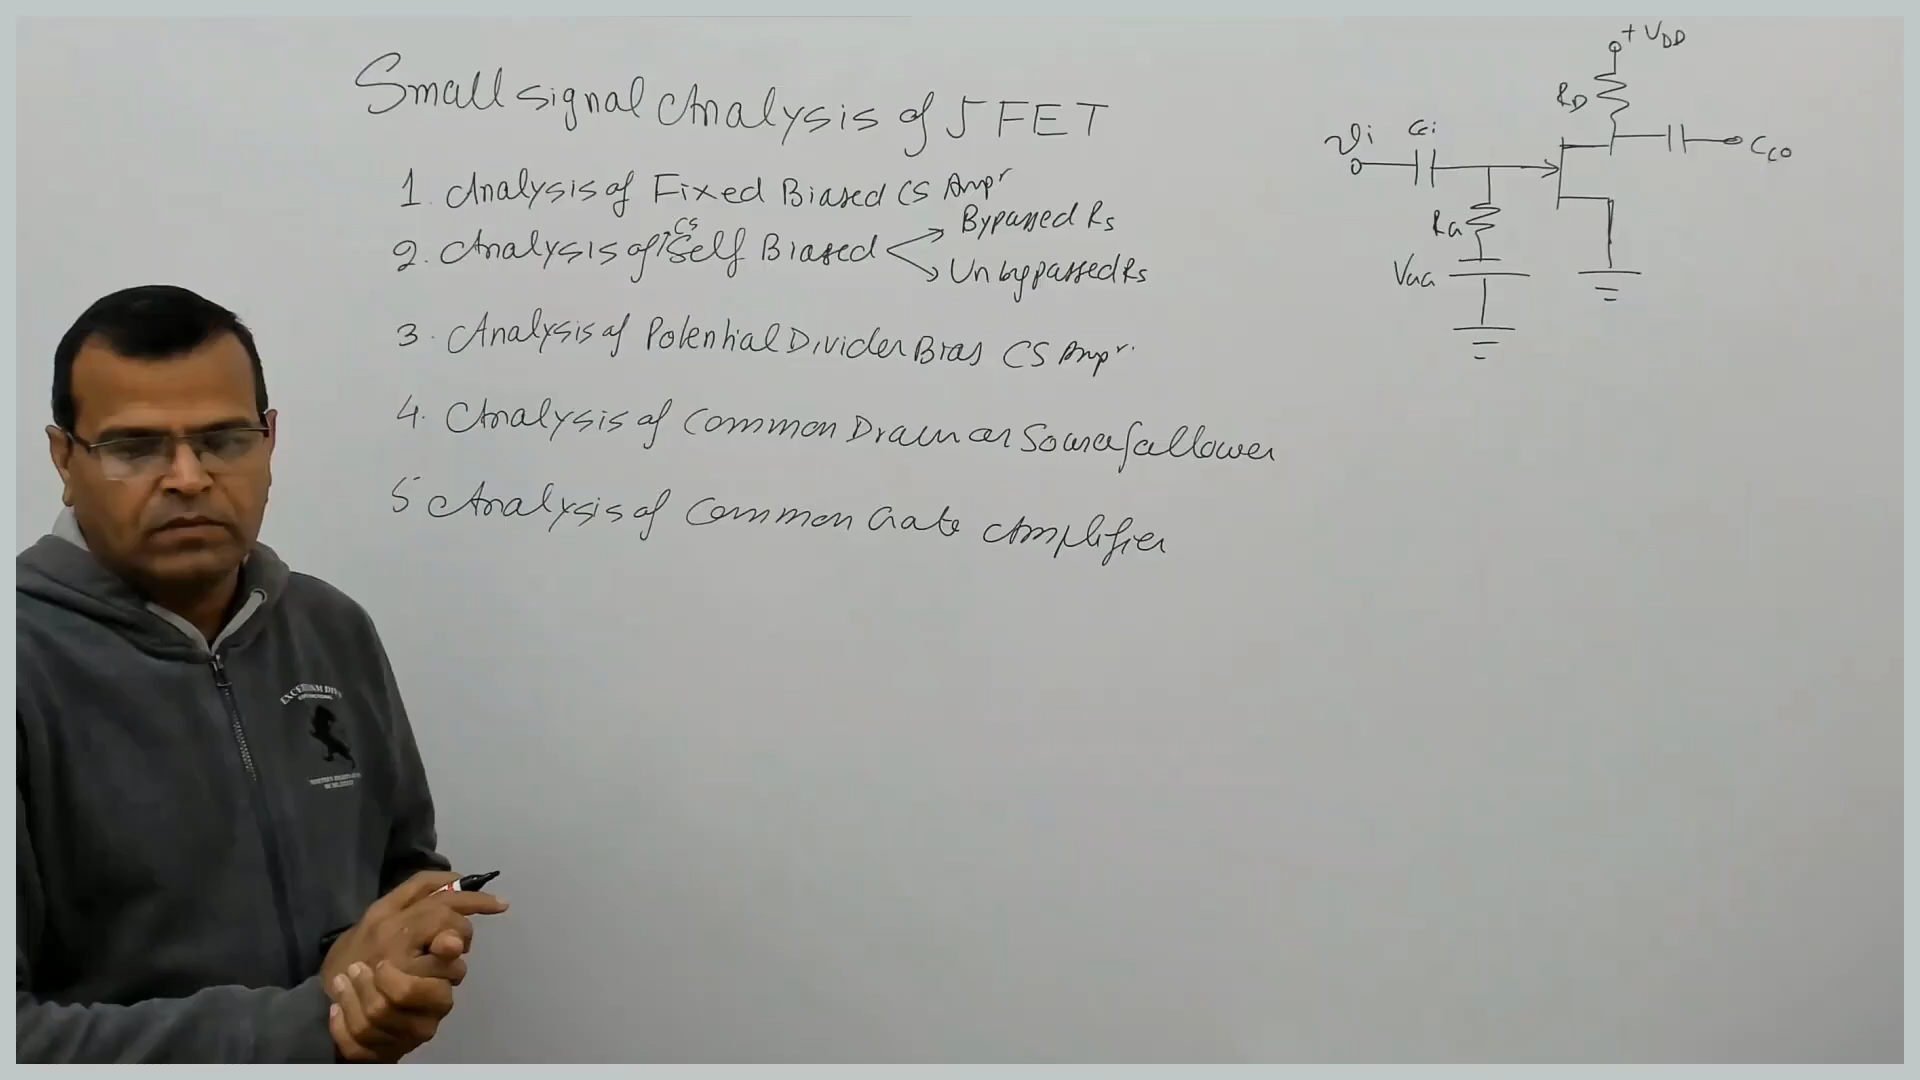 Small signal Analysis of JFET
1. Analysis of Fixed Biased CS Ampr
2. Analysis of CS Self Biased
Bypassed Rs
Unbypassed Rs
3. Analysis of Potential Divider Bias CS Ampr.
4. Analysis of Common Drain or Source follower
5 Analysis of Common Gate Amplifier
+ VDD
RD
Vi
Cci
Cco
RG
VGG